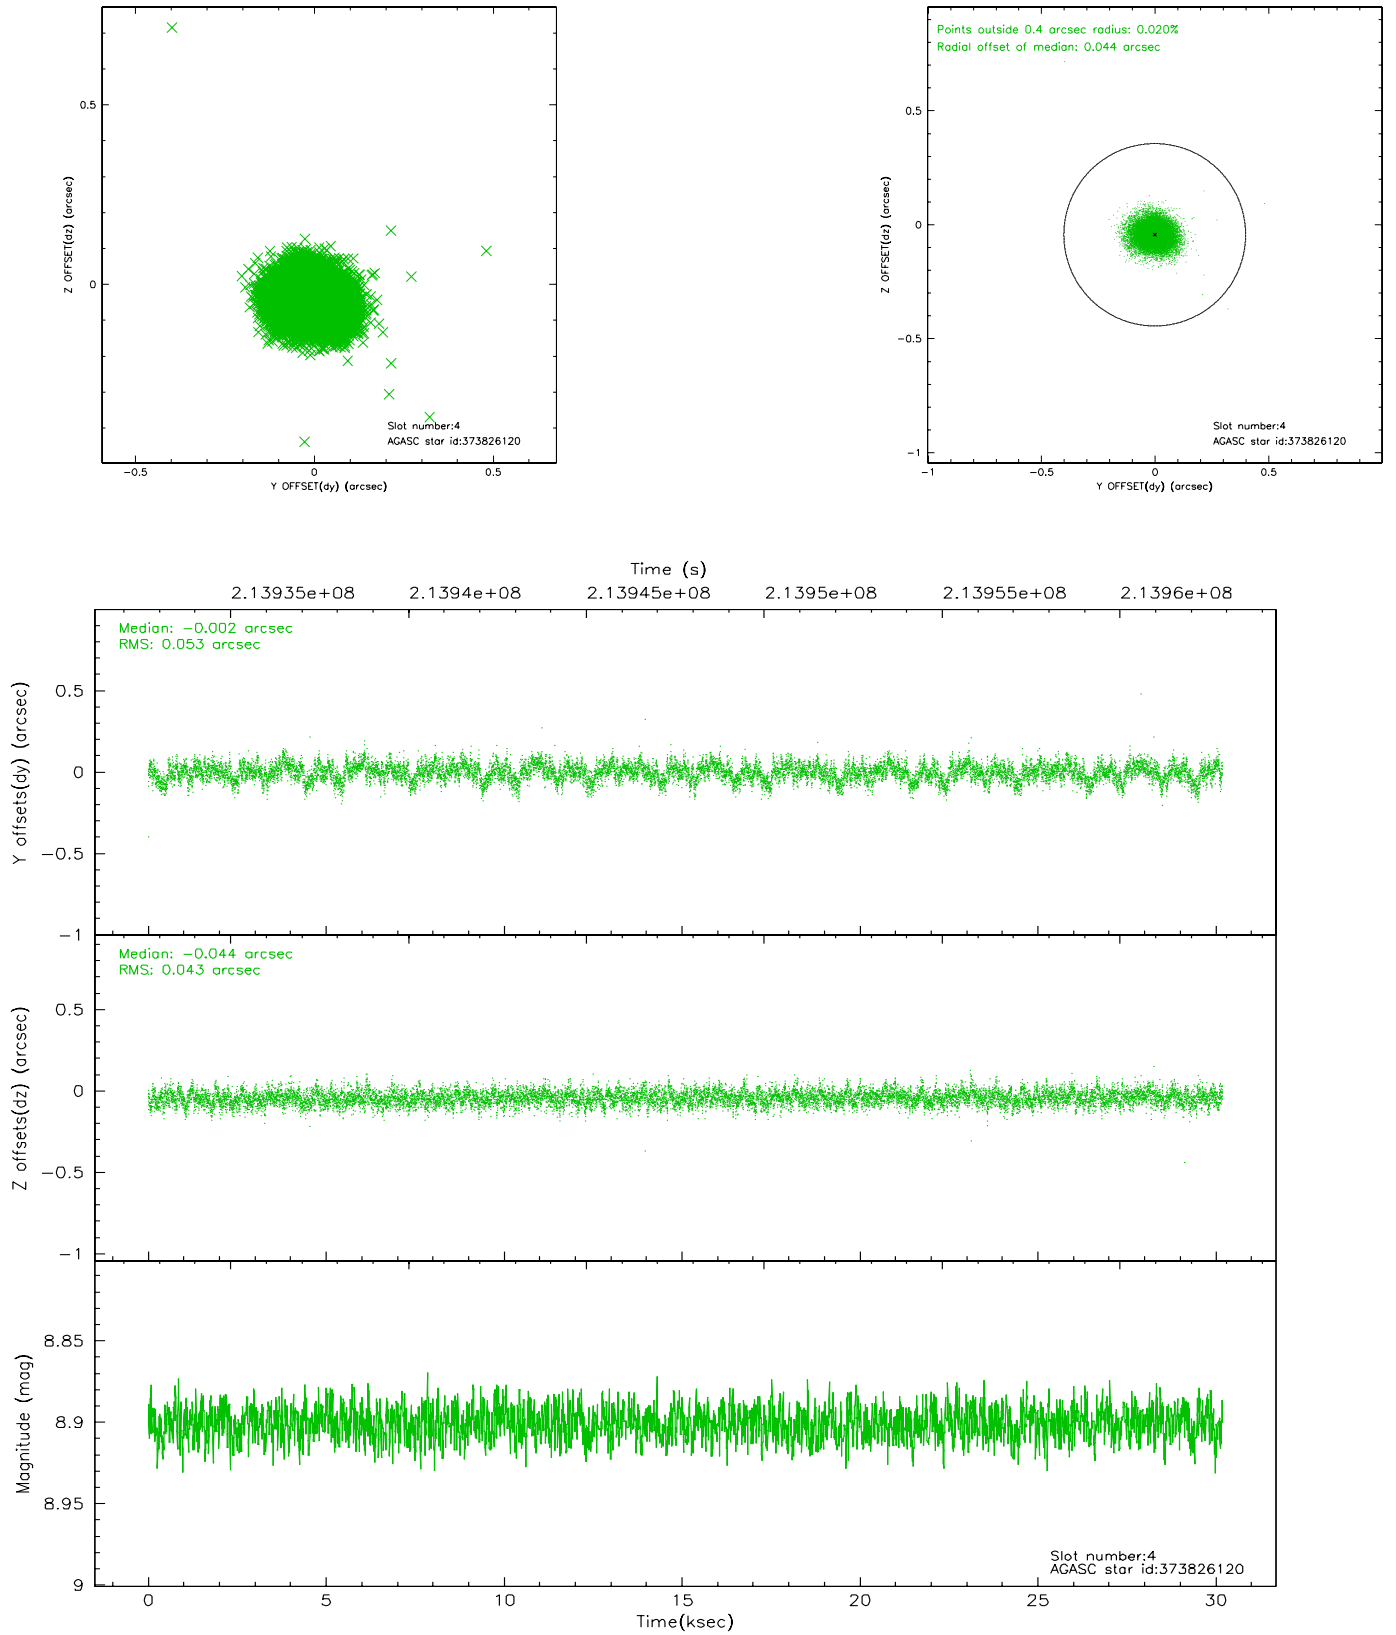 0.5
0
Z OFFSET(dz) (arcsec)
Slot number:4
AGASC star id:373826120
−0.5 0 0.5
Y OFFSET(dy) (arcsec)
Points outside 0.4 arcsec radius: 0.020%
Radial offset of median: 0.044 arcsec
0.5
0
−0.5
−1
Z OFFSET(dz) (arcsec)
Slot number:4
AGASC star id:373826120
−1 −0.5 0 0.5
Y OFFSET(dy) (arcsec)
Time (s)
2.13935e+08 2.1394e+08 2.13945e+08 2.1395e+08 2.13955e+08 2.1396e+08
Median: −0.002 arcsec
RMS: 0.053 arcsec
0.5
0
−0.5
−1
Y offsets(dy) (arcsec)
Median: −0.044 arcsec
RMS: 0.043 arcsec
0.5
0
−0.5
−1
Z offsets(dz) (arcsec)
8.85
8.9
8.95
9
Magnitude (mag)
Slot number:4
AGASC star id:373826120
0 5 10 15 20 25 30
Time(ksec)